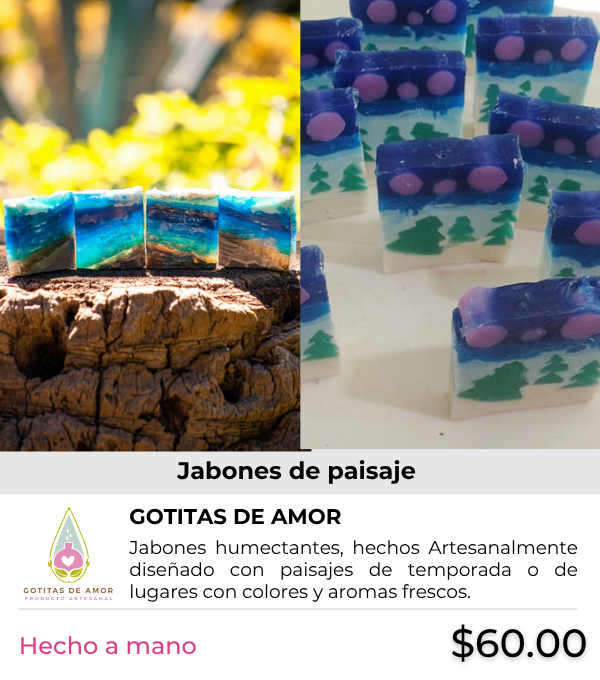 Jabones de paisaje
GOTITAS DE AMOR
Jabones humectantes, hechos Artesanalmente
diseñado con paisajes de temporada o de
lugares con colores y aromas frescos.
GOTITAS DE AMOR
PRODUCTO ARTESANAL
Hecho a mano
$60.00